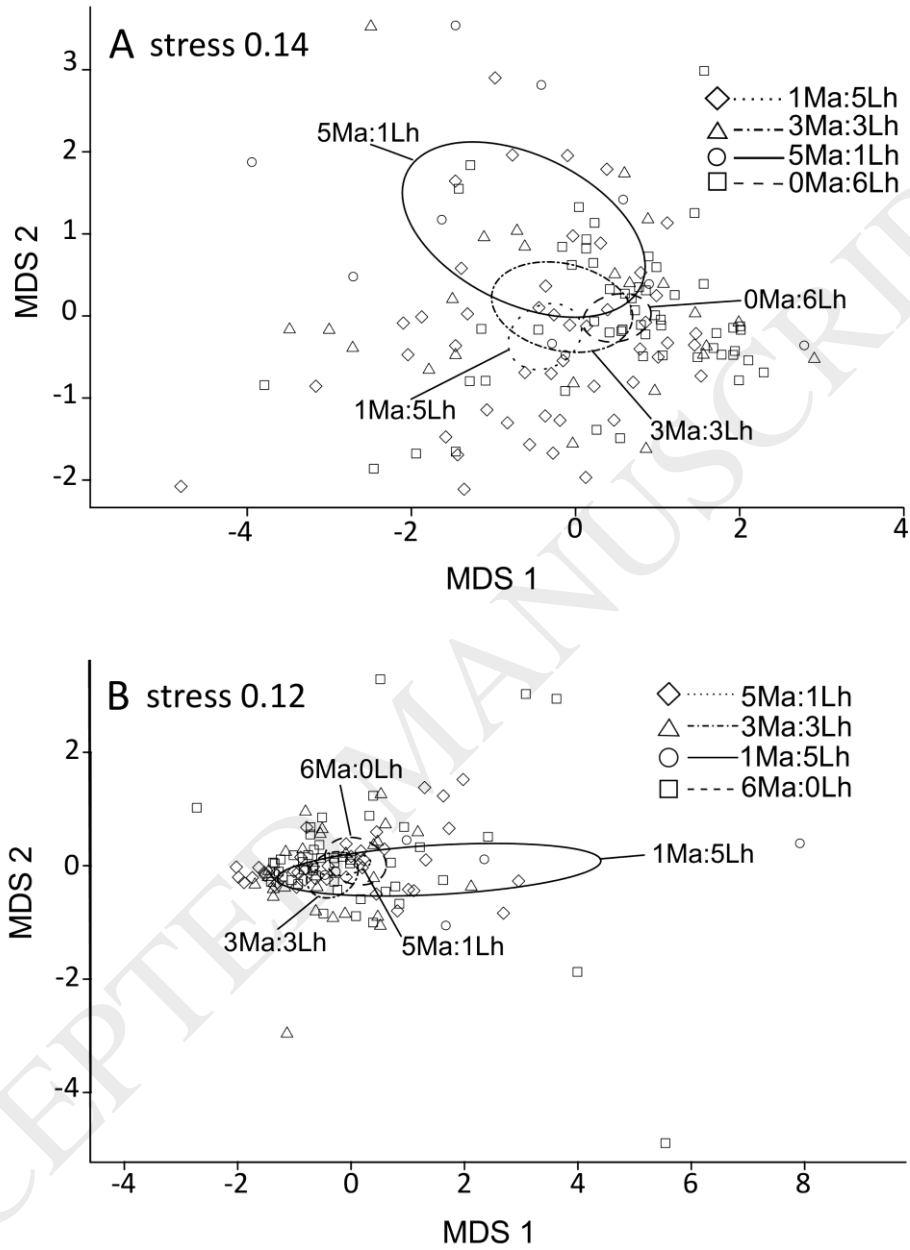 A stress 0.14
5Ma:1Lh
1Ma:5Lh
3Ma:3Lh
5Ma:1Lh
0Ma:6Lh
0Ma:6Lh
1Ma:5Lh
3Ma:3Lh
MDS 2
3
2
1
0
-1
-2
-4
-2
0
2
4
MDS 1
B stress 0.12
5Ma:1Lh
3Ma:3Lh
1Ma:5Lh
6Ma:0Lh
6Ma:0Lh
1Ma:5Lh
3Ma:3Lh
5Ma:1Lh
MDS 2
2
0
-2
-4
-4
-2
0
2
4
6
8
MDS 1
CEPTED MANUSCRIP